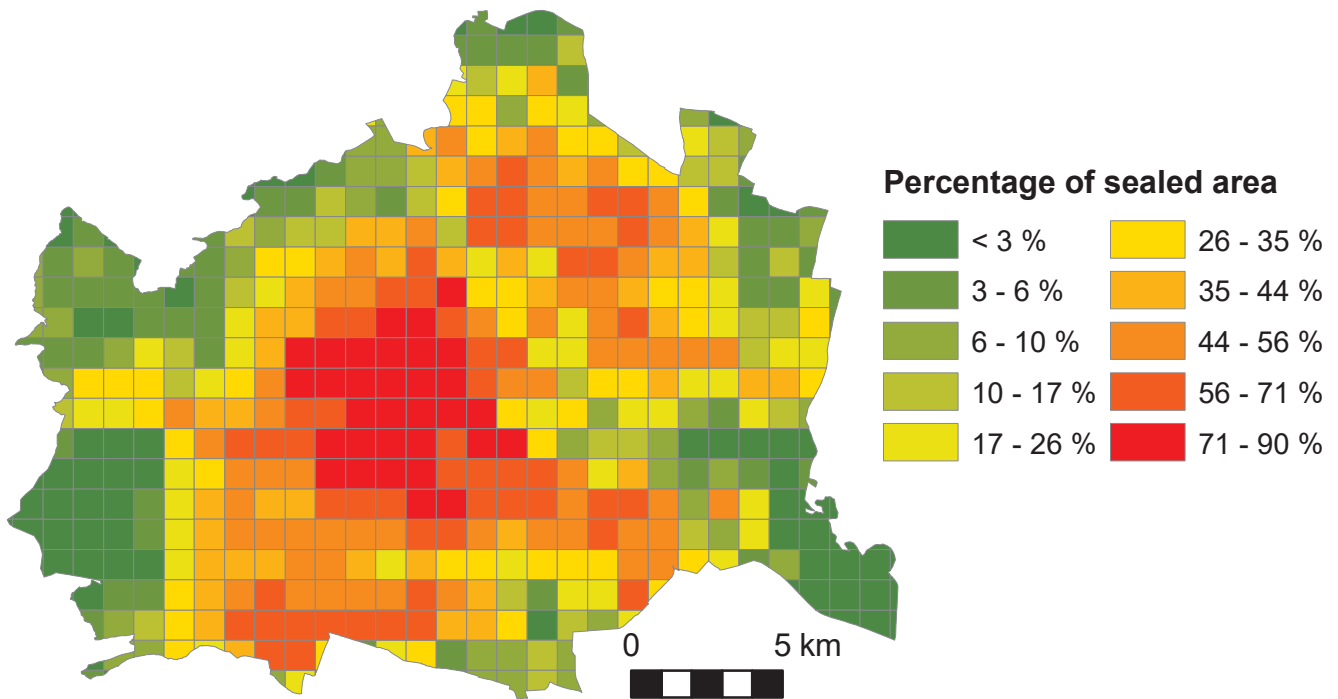 Percentage of sealed area
< 3 %
3 - 6 %
6 - 10 %
10 - 17 %
17 - 26 %
26 - 35 %
35 - 44 %
44 - 56 %
56 - 71 %
71 - 90 %
0 5 km